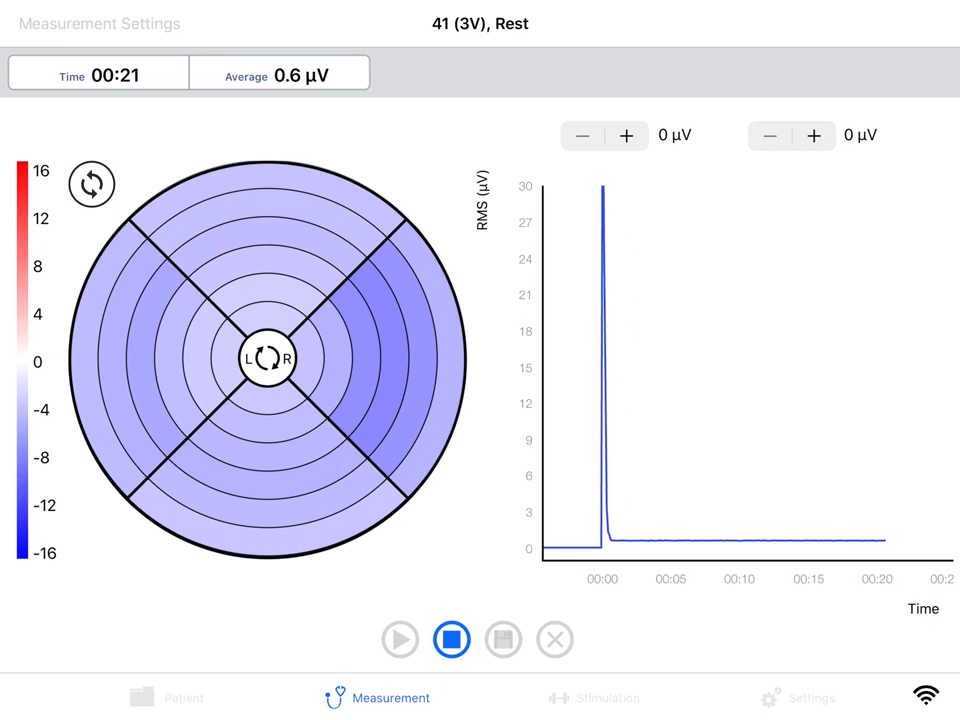 Measurement Settings
41 (3V), Rest
Time 00:21
Average 0.6 µV
− + 0 µV
− + 0 µV
16
12
8
4
0
-4
-8
-12
-16
L R
RMS (µV)
30
27
24
21
18
15
12
9
6
3
0
00:00 00:05 00:10 00:15 00:20 00:2
Time
Patient
Measurement
Stimulation
Settings